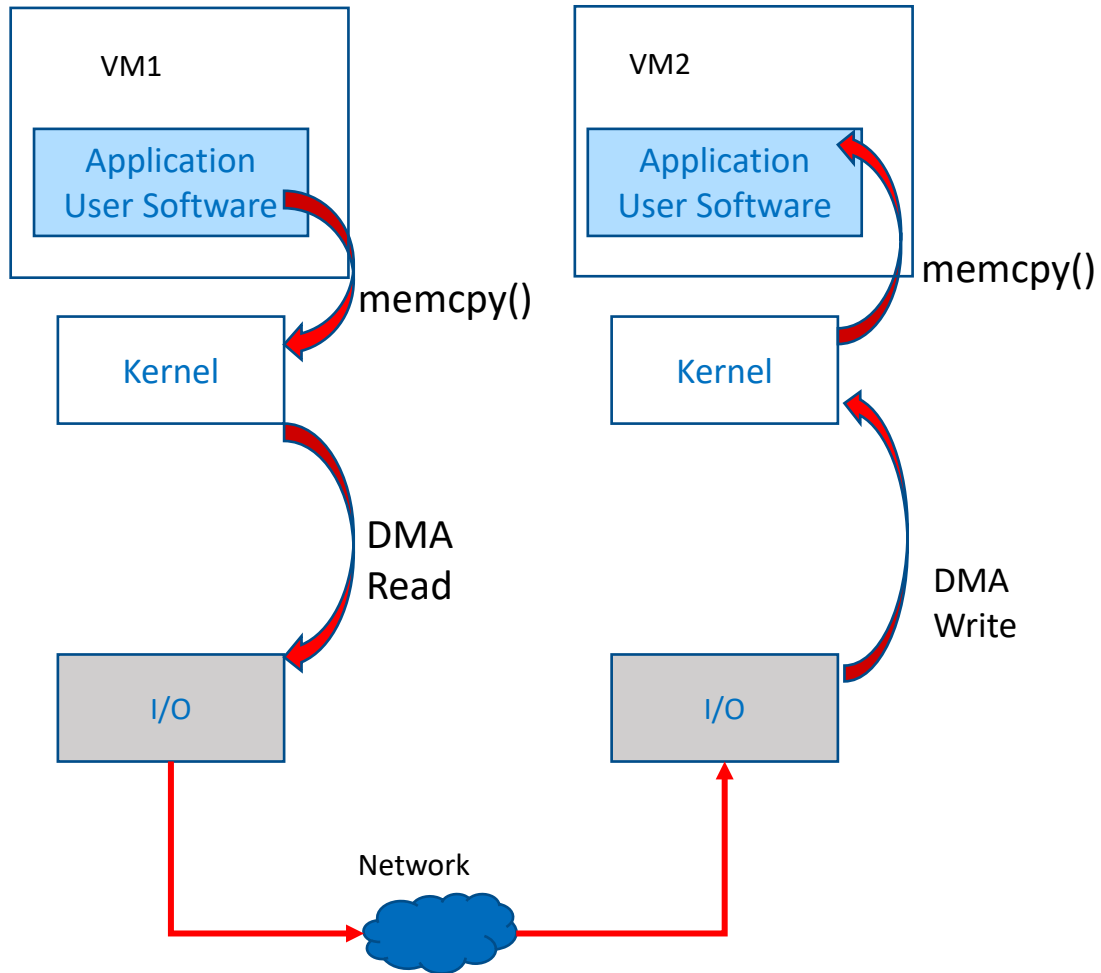 VM1
Application
User Software
memcpy()
Kernel
DMA
Read
I/O
VM2
Application
User Software
memcpy()
Kernel
DMA
Write
I/O
Network